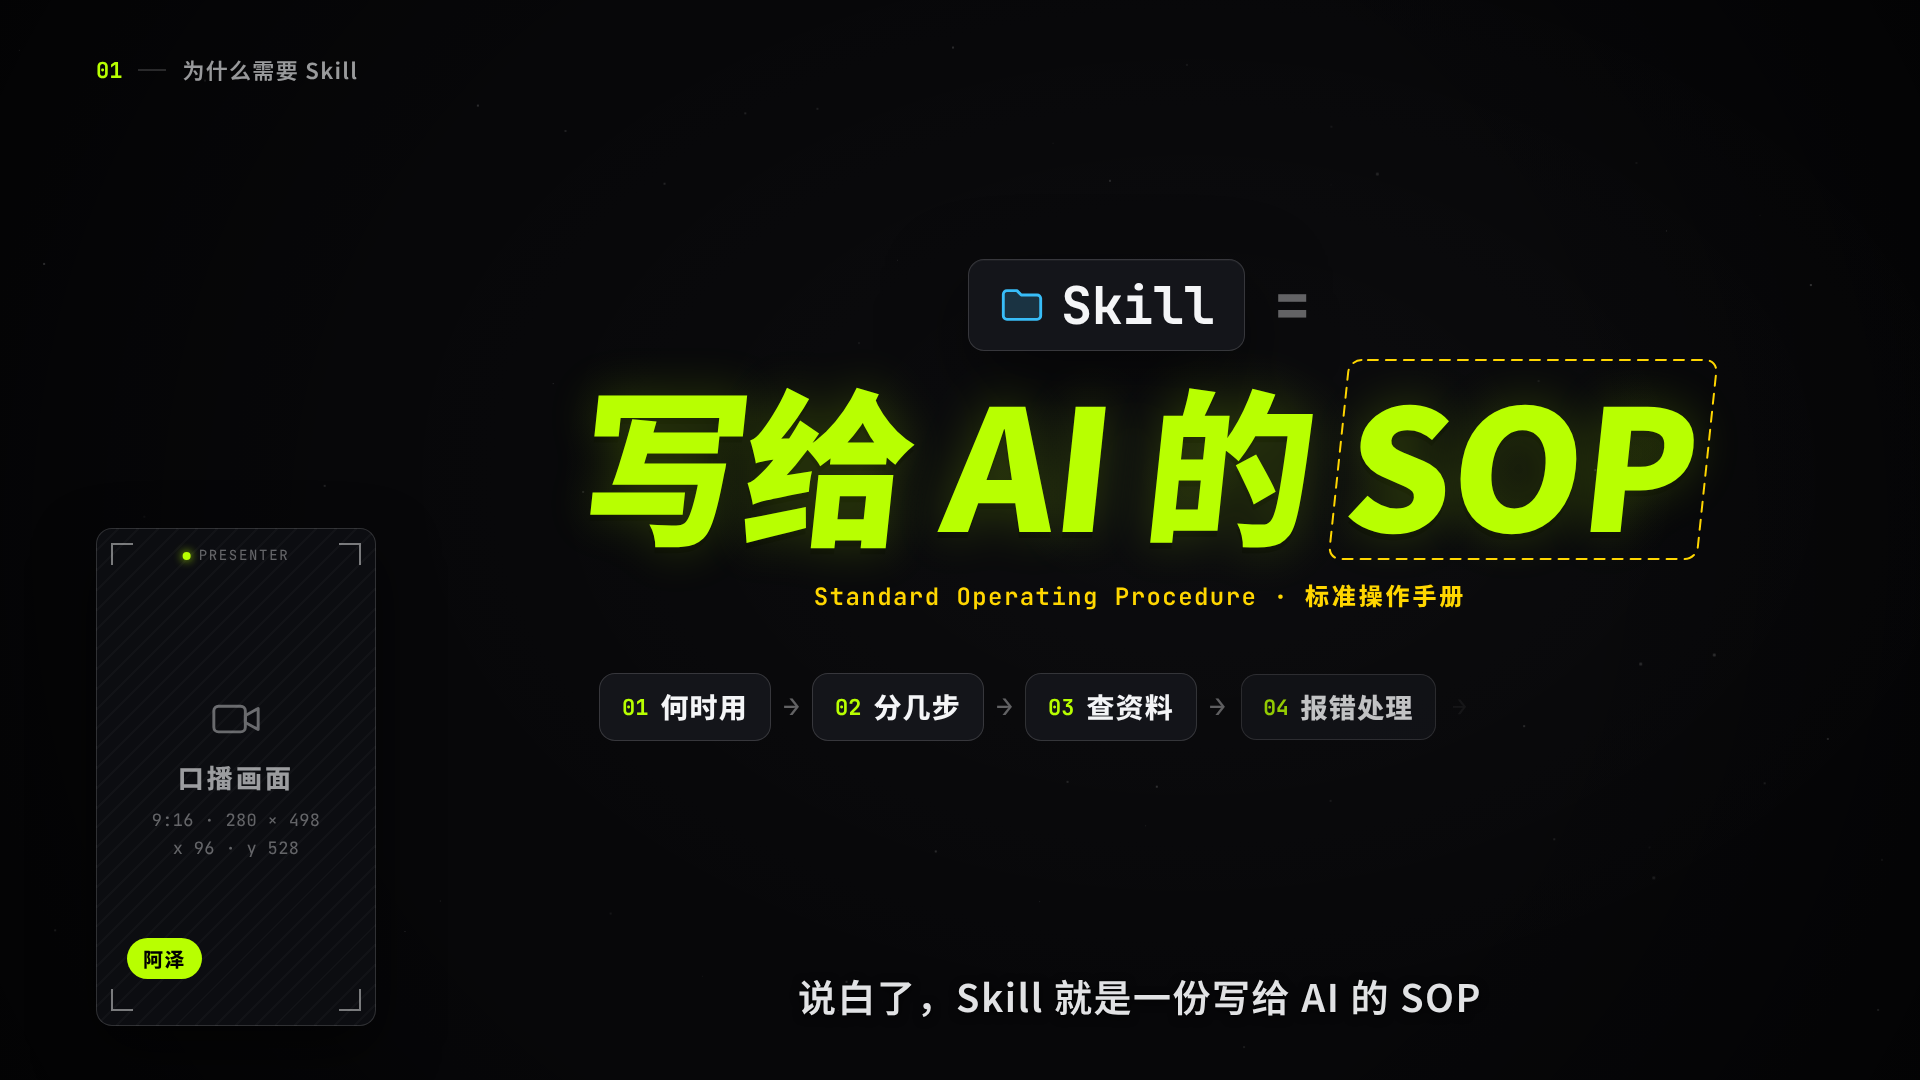 01 — 为什么需要 Skill
Skill =
写给 AI 的 SOP
Standard Operating Procedure · 标准操作手册
01 何时用 → 02 分几步 → 03 查资料 → 04 报错处理 →
PRESENTER
口播画面
9:16 · 280 × 498
x 96 · y 528
阿泽
说白了，Skill 就是一份写给 AI 的 SOP